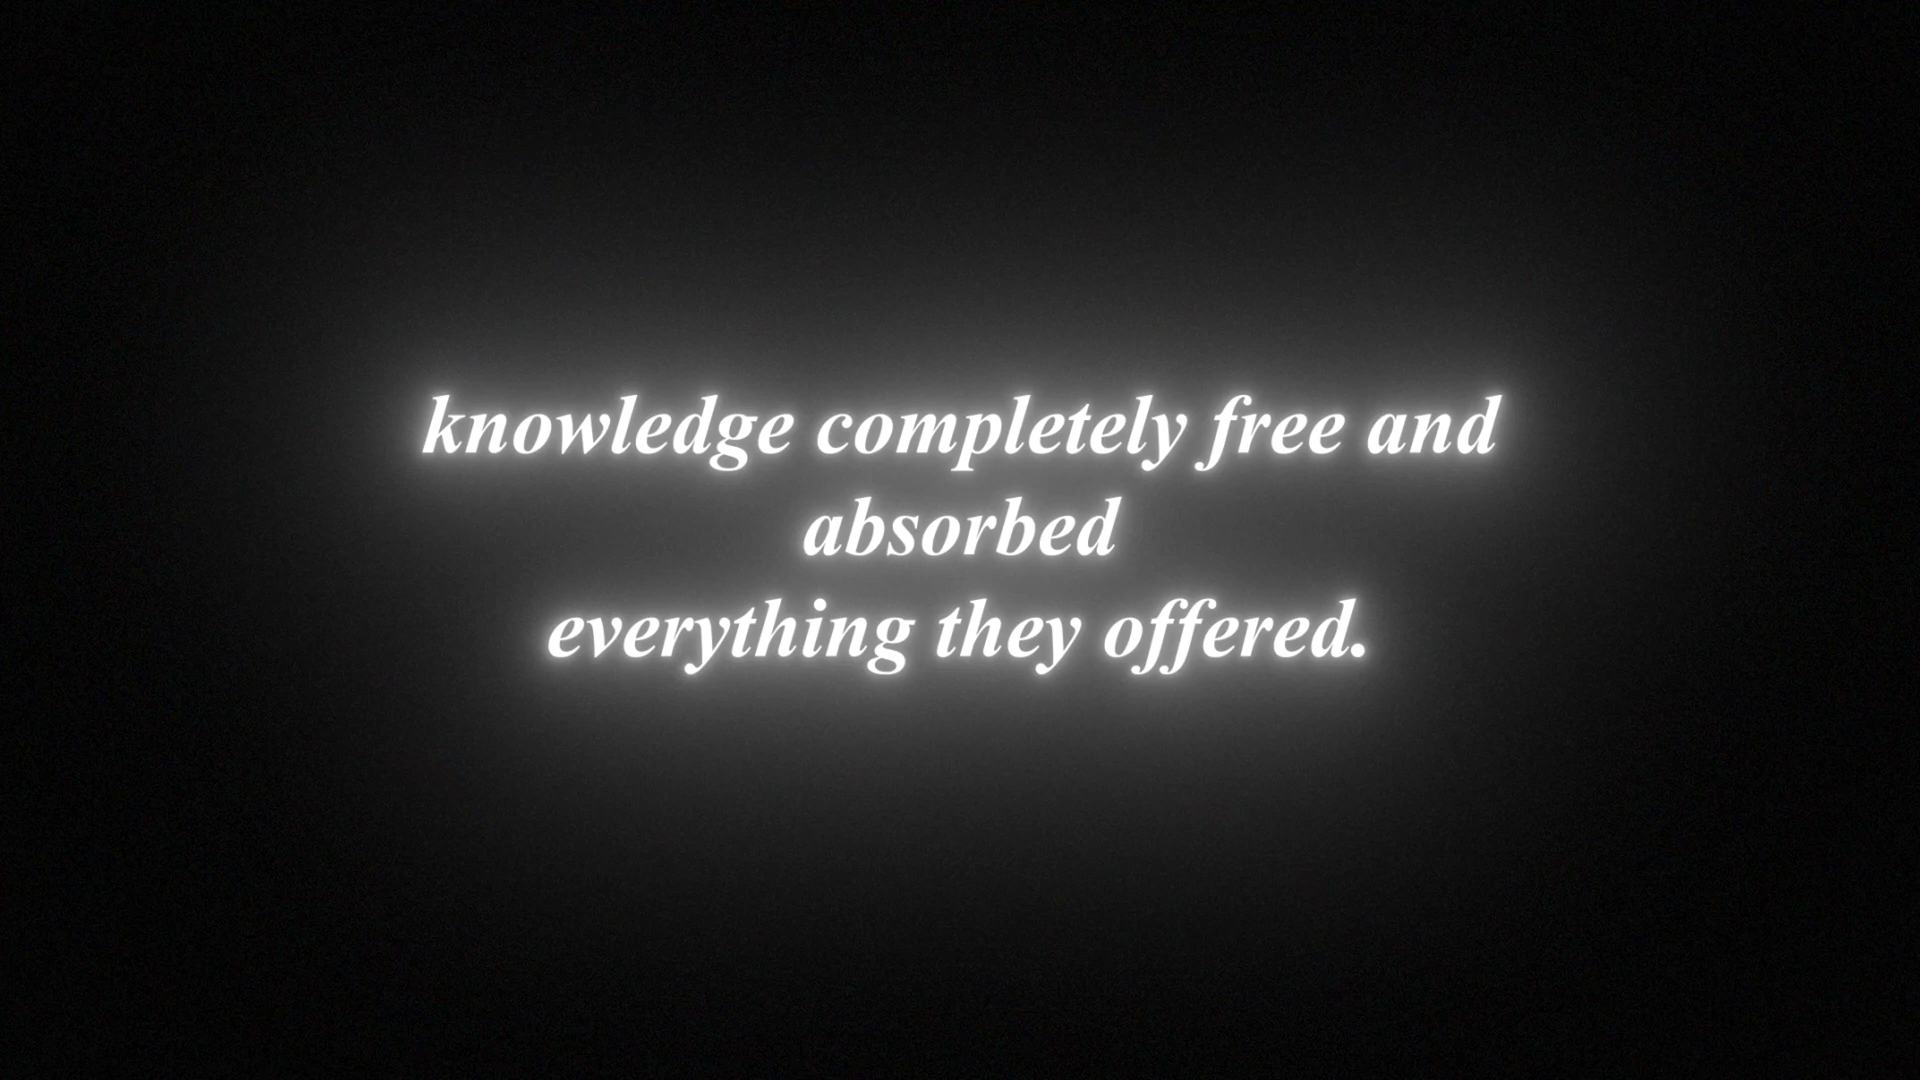 knowledge completely free and
absorbed
everything they offered.